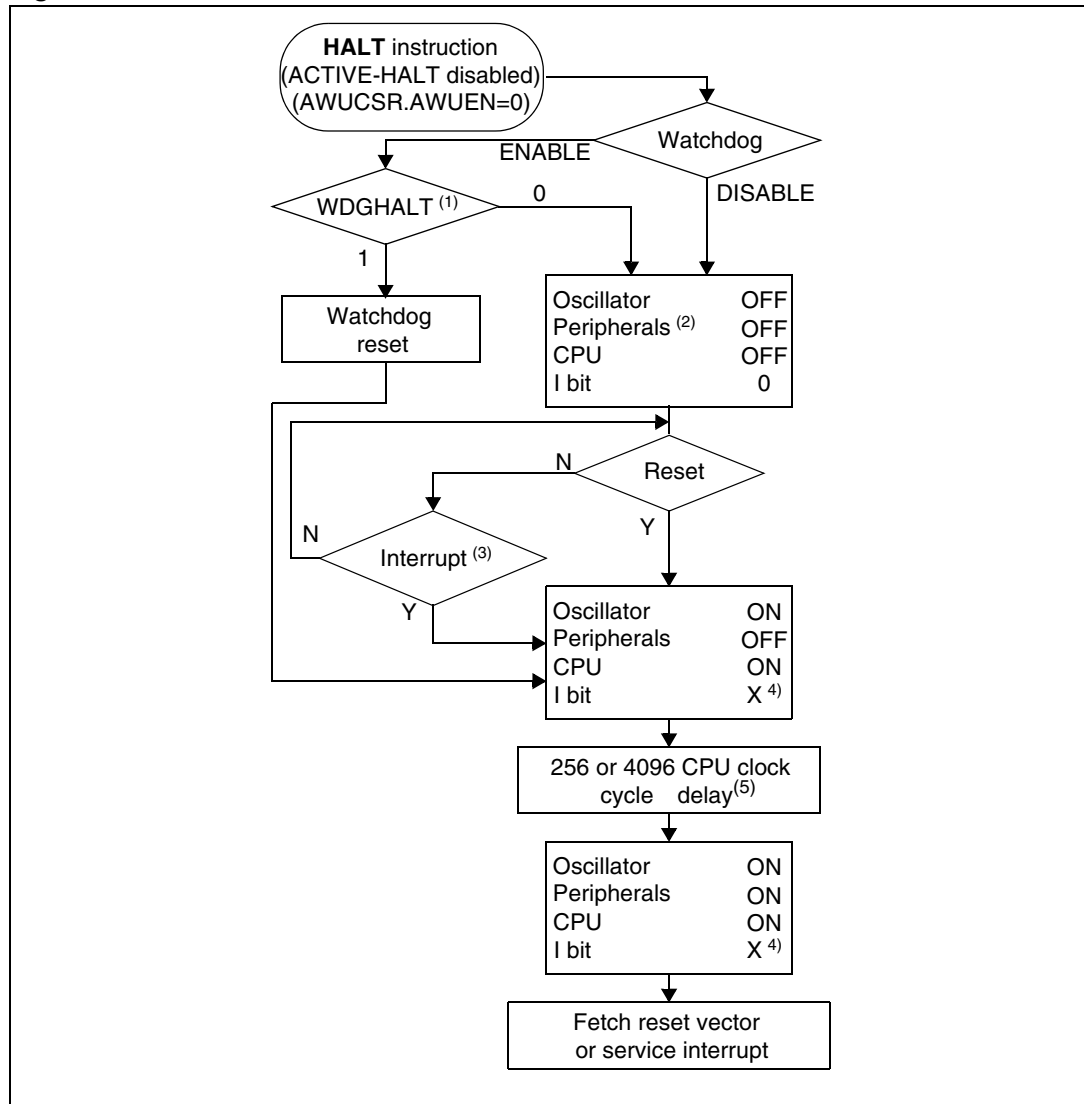 HALT instruction
(ACTIVE-HALT disabled)
(AWUCSR.AWUEN=0)
Watchdog
ENABLE
DISABLE
WDGHALT (1)
0
1
Watchdog
reset
Oscillator OFF
Peripherals (2) OFF
CPU OFF
I bit 0
Reset
N
Y
Interrupt (3)
N
Y
Oscillator ON
Peripherals OFF
CPU ON
I bit X 4)
256 or 4096 CPU clock
cycle delay(5)
Oscillator ON
Peripherals ON
CPU ON
I bit X 4)
Fetch reset vector
or service interrupt